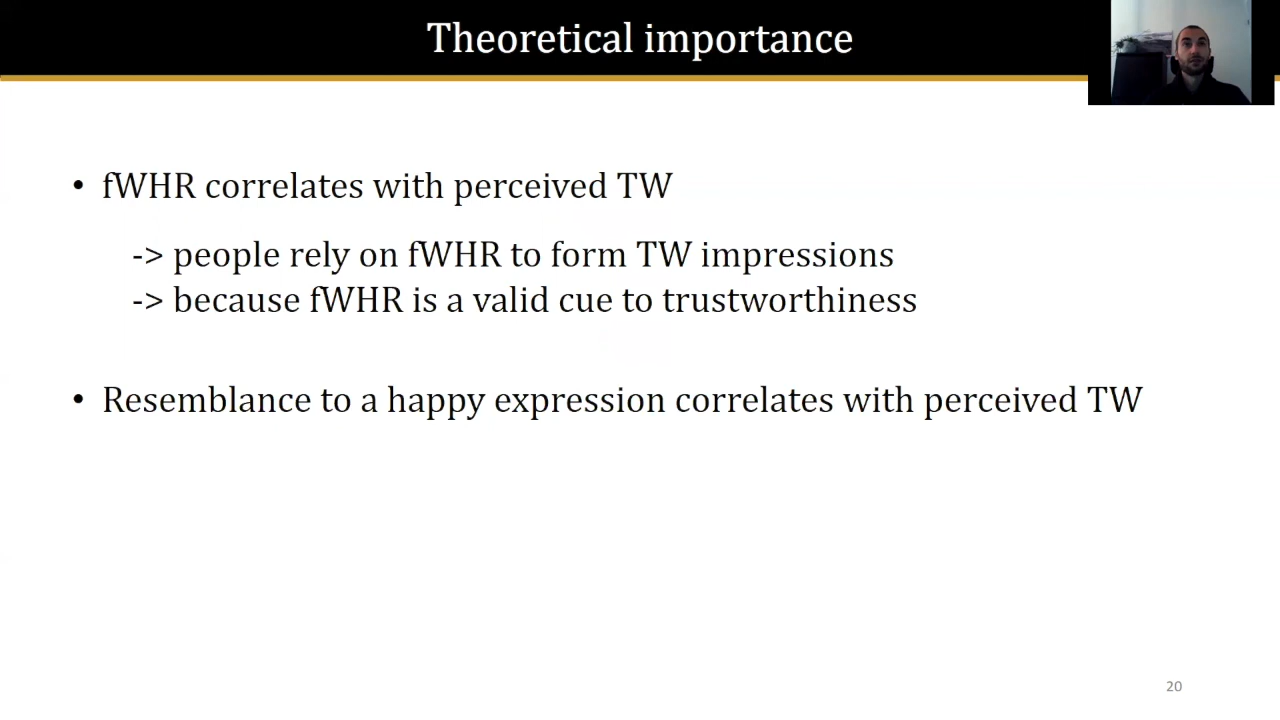 Theoretical importance
• fWHR correlates with perceived TW
-> people rely on fWHR to form TW impressions
-> because fWHR is a valid cue to trustworthiness
• Resemblance to a happy expression correlates with perceived TW
20